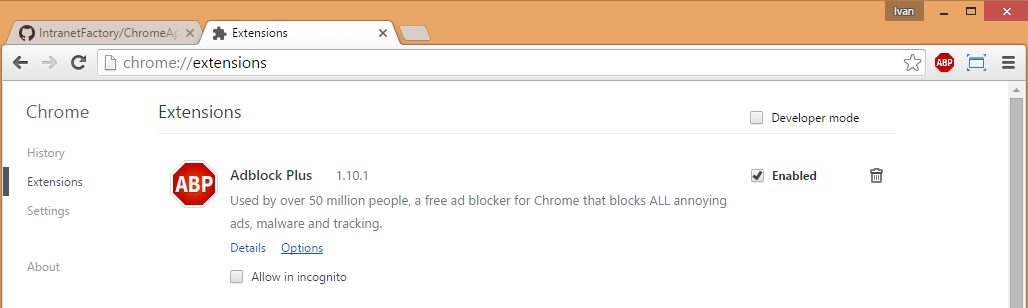 Ivan
IntranetFactory/ChromeAp
Extensions
chrome://extensions
ABP
Chrome
Extensions
Developer mode
History
Extensions
Settings
About
ABP
Adblock Plus 1.10.1
Enabled
Used by over 50 million people, a free ad blocker for Chrome that blocks ALL annoying
ads, malware and tracking.
Details Options
Allow in incognito